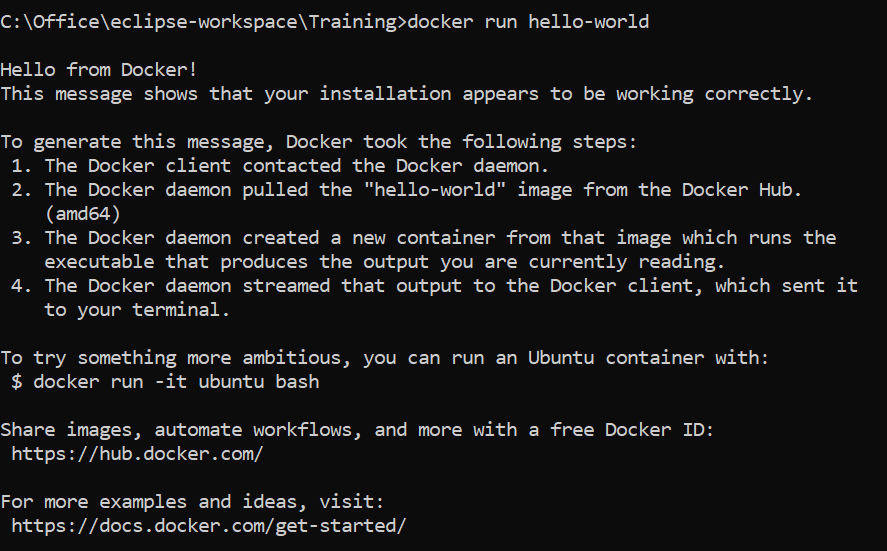 C:\Office\eclipse-workspace\Training>docker run hello-world
Hello from Docker!
This message shows that your installation appears to be working correctly.
To generate this message, Docker took the following steps:
1. The Docker client contacted the Docker daemon.
2. The Docker daemon pulled the "hello-world" image from the Docker Hub.
(amd64)
3. The Docker daemon created a new container from that image which runs the
executable that produces the output you are currently reading.
4. The Docker daemon streamed that output to the Docker client, which sent it
to your terminal.
To try something more ambitious, you can run an Ubuntu container with:
$ docker run -it ubuntu bash
Share images, automate workflows, and more with a free Docker ID:
https://hub.docker.com/
For more examples and ideas, visit:
https://docs.docker.com/get-started/